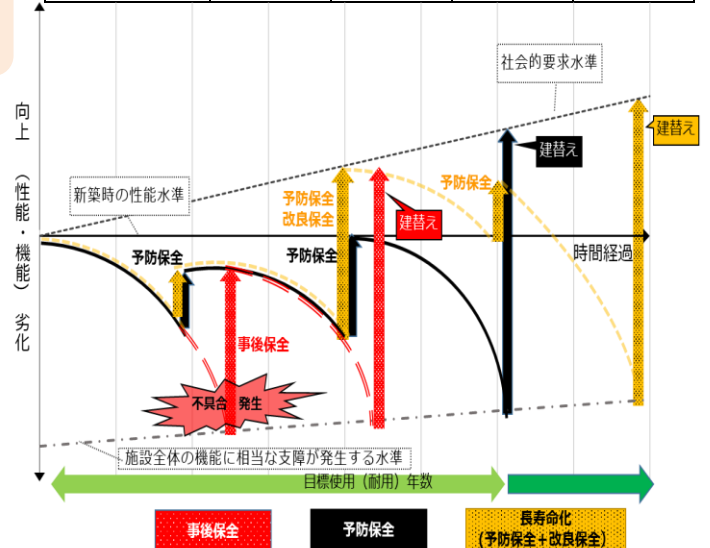 社会的要求水準
建替え
建替え
向上
（性能・機能）
劣化
新築時の性能水準
予防保全
改良保全
予防保全
建替え
予防保全
予防保全
時間経過
事後保全
不具合 発生
施設全体の機能に相当な支障が発生する水準
目標使用（耐用）年数
事後保全
予防保全
長寿命化
(予防保全＋改良保全)